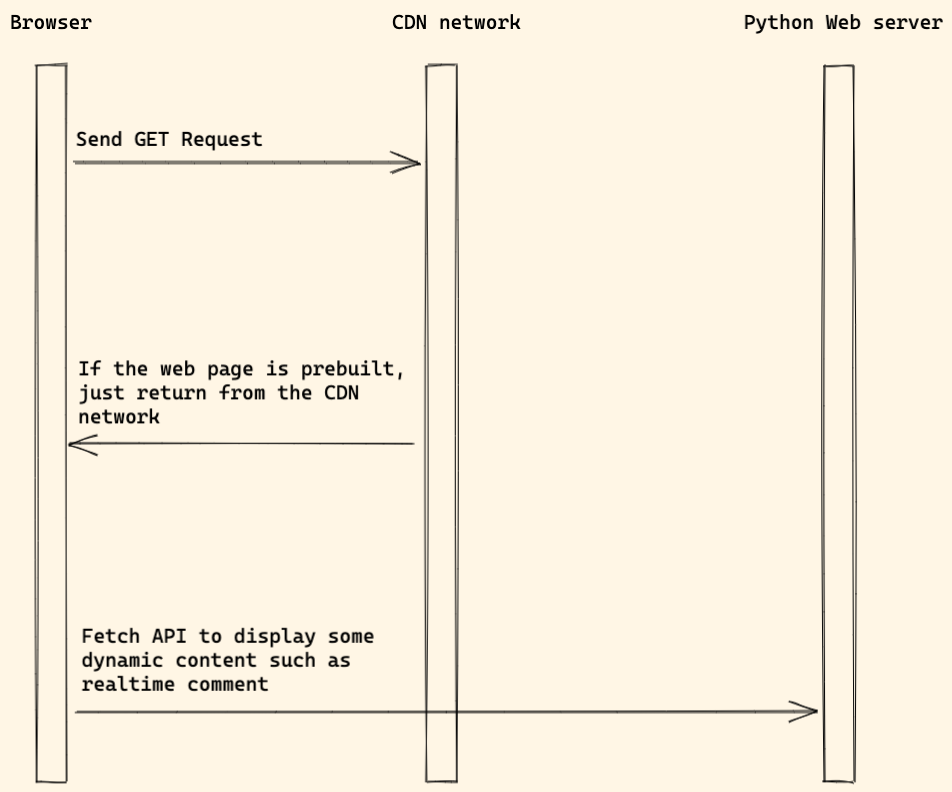 Browser
CDN network
Python Web server
Send GET Request
If the web page is prebuilt,
just return from the CDN
network
Fetch API to display some
dynamic content such as
realtime comment